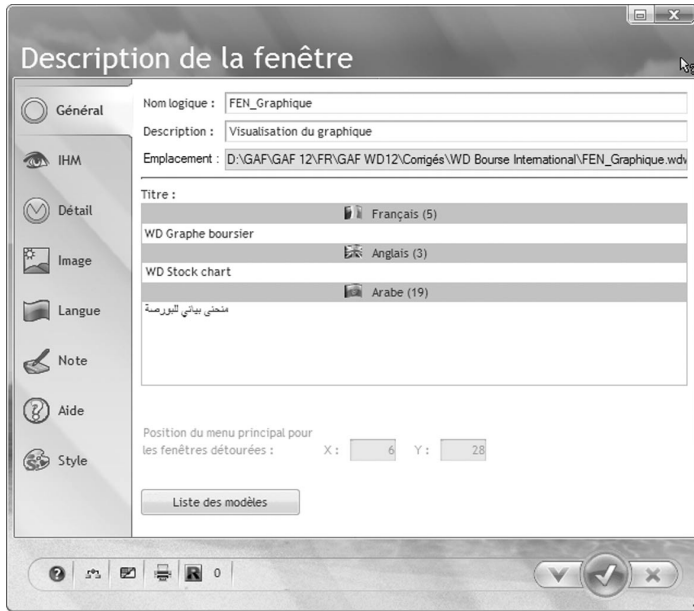 Description de la fenêtre
Général
IHM
Détail
Image
Langue
Note
Aide
Style
Nom logique : FEN_Graphique
Description : Visualisation du graphique
Emplacement : D:\GAF\GAF 12\FR\GAF WD12\Corrigés\WD Bourse International\FEN_Graphique.wdw
Titre :
Français (5)
WD Graphe boursier
Anglais (3)
WD Stock chart
Arabe (19)
منحنى بياني للبورصة
Position du menu principal pour
les fenêtres détourées : X : 6 Y : 28
Liste des modèles
R 0